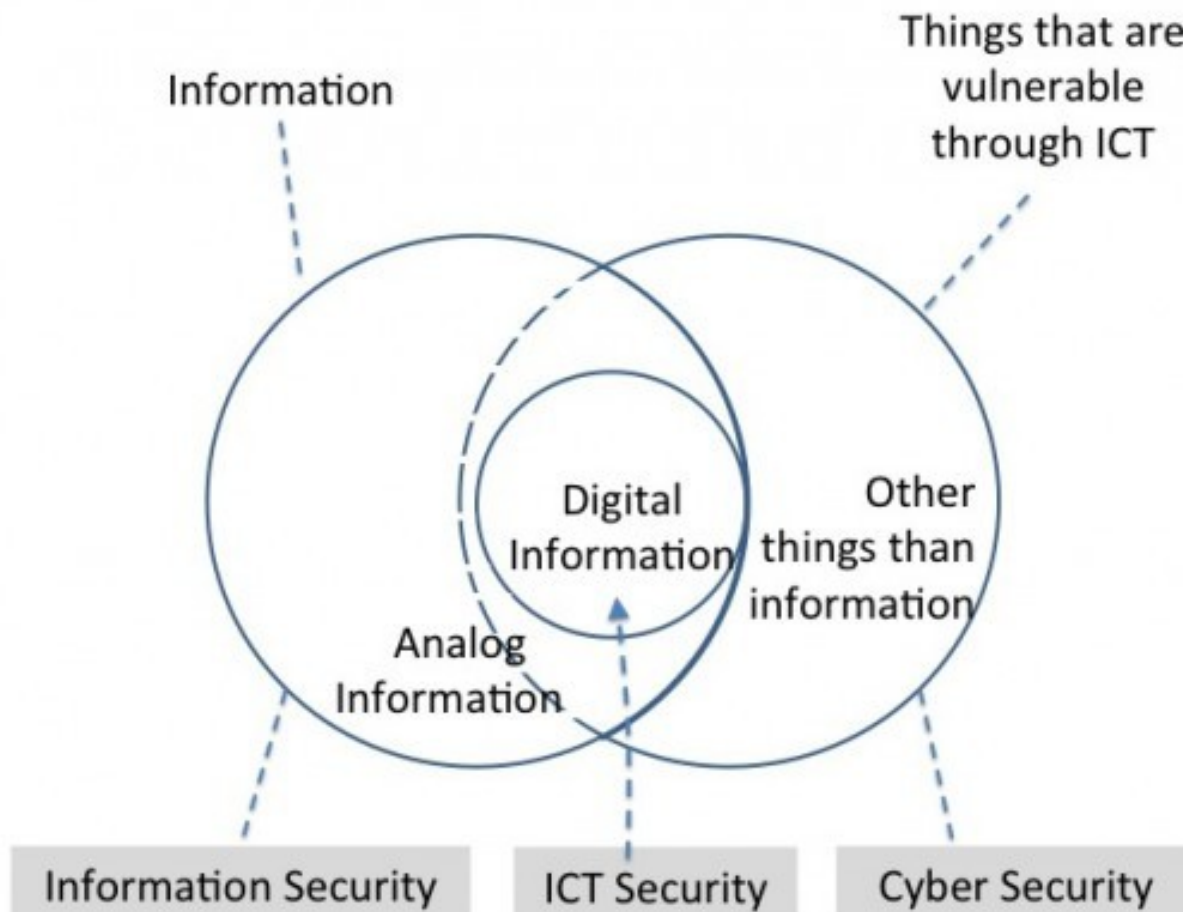 Information
Things that are
vulnerable
through ICT
Digital
Information
Other
things than
information
Analog
Information
Information Security
ICT Security
Cyber Security